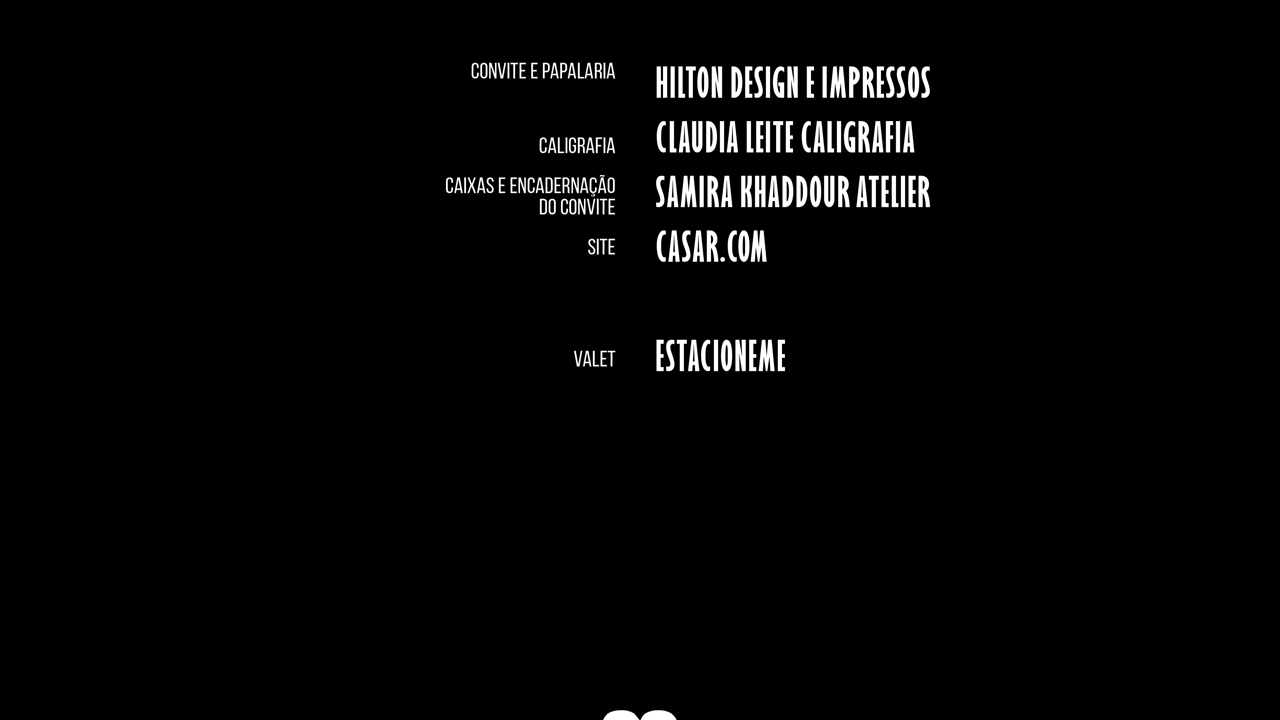 CONVITE E PAPALARIA HILTON DESIGN E IMPRESSOS
CALIGRAFIA CLAUDIA LEITE CALIGRAFIA
CAIXAS E ENCADERNAÇÃO
DO CONVITE SAMIRA KHADDOUR ATELIER
SITE CASAR.COM
VALET ESTACIONEME